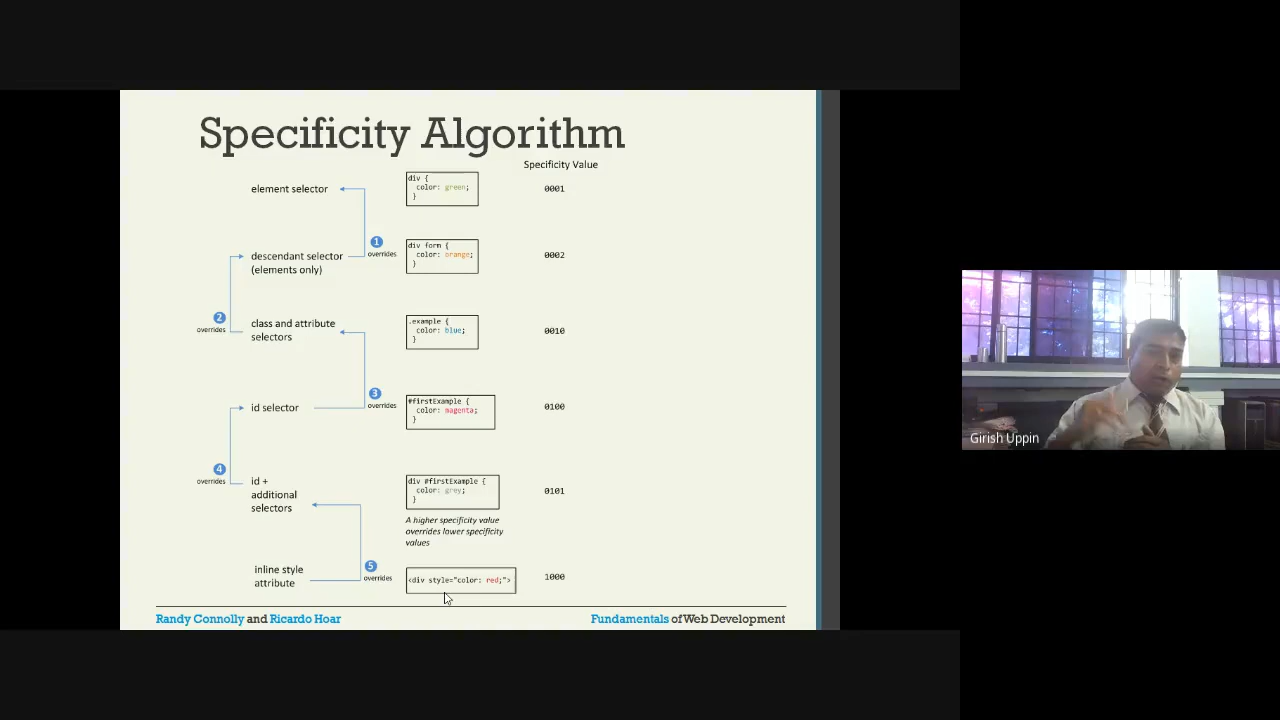 Specificity Algorithm
Specificity Value
element selector
div {
color: green;
}
0001
1
overrides
descendant selector
(elements only)
div form {
color: orange;
}
0002
2
overrides
class and attribute
selectors
.example {
color: blue;
}
0010
3
overrides
id selector
#firstExample {
color: magenta;
}
0100
4
overrides
id +
additional
selectors
div #firstExample {
color: grey;
}
0101
A higher specificity value
overrides lower specificity
values
5
overrides
inline style
attribute
<div style="color: red;">
1000
Randy Connolly and Ricardo Hoar
Fundamentals of Web Development
Girish Uppin